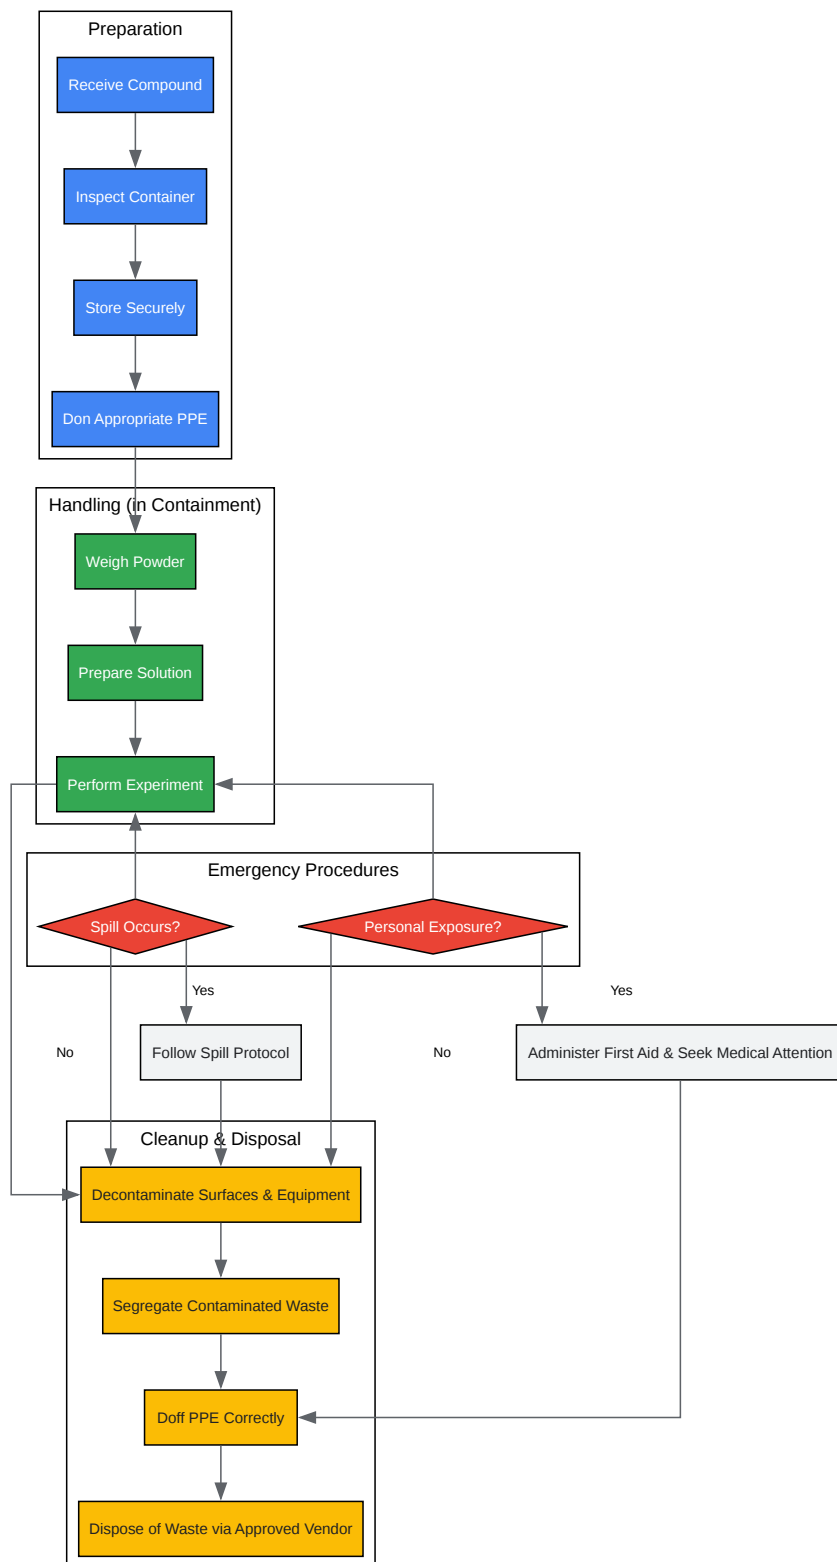 Preparation
Receive Compound
Inspect Container
Store Securely
Don Appropriate PPE
Handling (in Containment)
Weigh Powder
Prepare Solution
Perform Experiment
Emergency Procedures
Spill Occurs?
Personal Exposure?
Yes
Yes
No
Follow Spill Protocol
No
Administer First Aid & Seek Medical Attention
Cleanup & Disposal
Decontaminate Surfaces & Equipment
Segregate Contaminated Waste
Doff PPE Correctly
Dispose of Waste via Approved Vendor